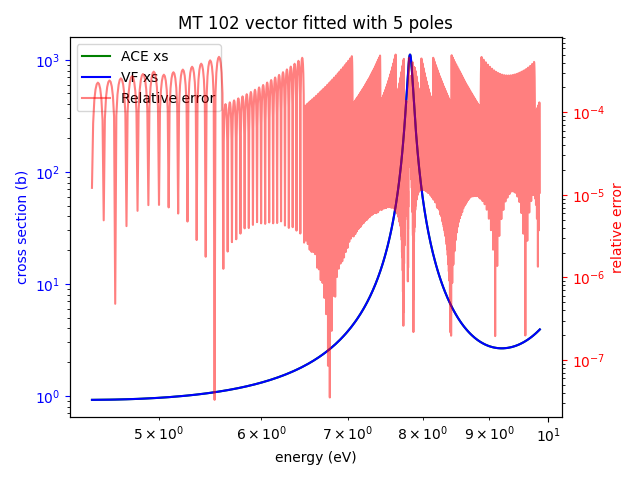 MT 102 vector fitted with 5 poles
ACE xs
VF xs
Relative error
cross section (b)
10³
10²
10¹
10⁰
relative error
10⁻⁴
10⁻⁵
10⁻⁶
10⁻⁷
5 × 10⁰ 6 × 10⁰ 7 × 10⁰ 8 × 10⁰ 9 × 10⁰ 10¹
energy (eV)